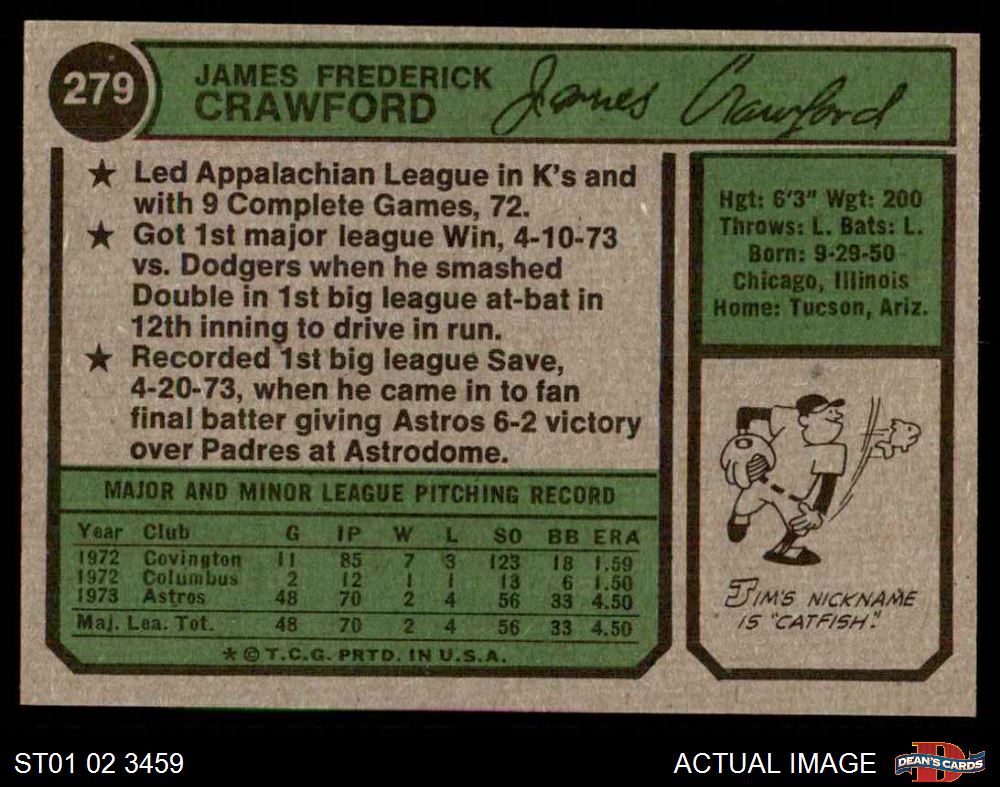 279
JAMES FREDERICK
CRAWFORD
James Crawford
★ Led Appalachian League in K's and
with 9 Complete Games, 72.
★ Got 1st major league Win, 4-10-73
vs. Dodgers when he smashed
Double in 1st big league at-bat in
12th inning to drive in run.
★ Recorded 1st big league Save,
4-20-73, when he came in to fan
final batter giving Astros 6-2 victory
over Padres at Astrodome.
Hgt: 6'3" Wgt: 200
Throws: L. Bats: L.
Born: 9-29-50
Chicago, Illinois
Home: Tucson, Ariz.
JIM'S NICKNAME
IS "CATFISH."
MAJOR AND MINOR LEAGUE PITCHING RECORD
Year Club G IP W L SO BB ERA
1972 Covington 11 85 7 3 123 18 1.59
1972 Columbus 2 12 1 1 13 6 1.50
1973 Astros 48 70 2 4 56 33 4.50
Maj. Lea. Tot. 48 70 2 4 56 33 4.50
* © T.C.G. PRTD. IN U.S.A.
ST01 02 3459
ACTUAL IMAGE
DEAN'S CARDS